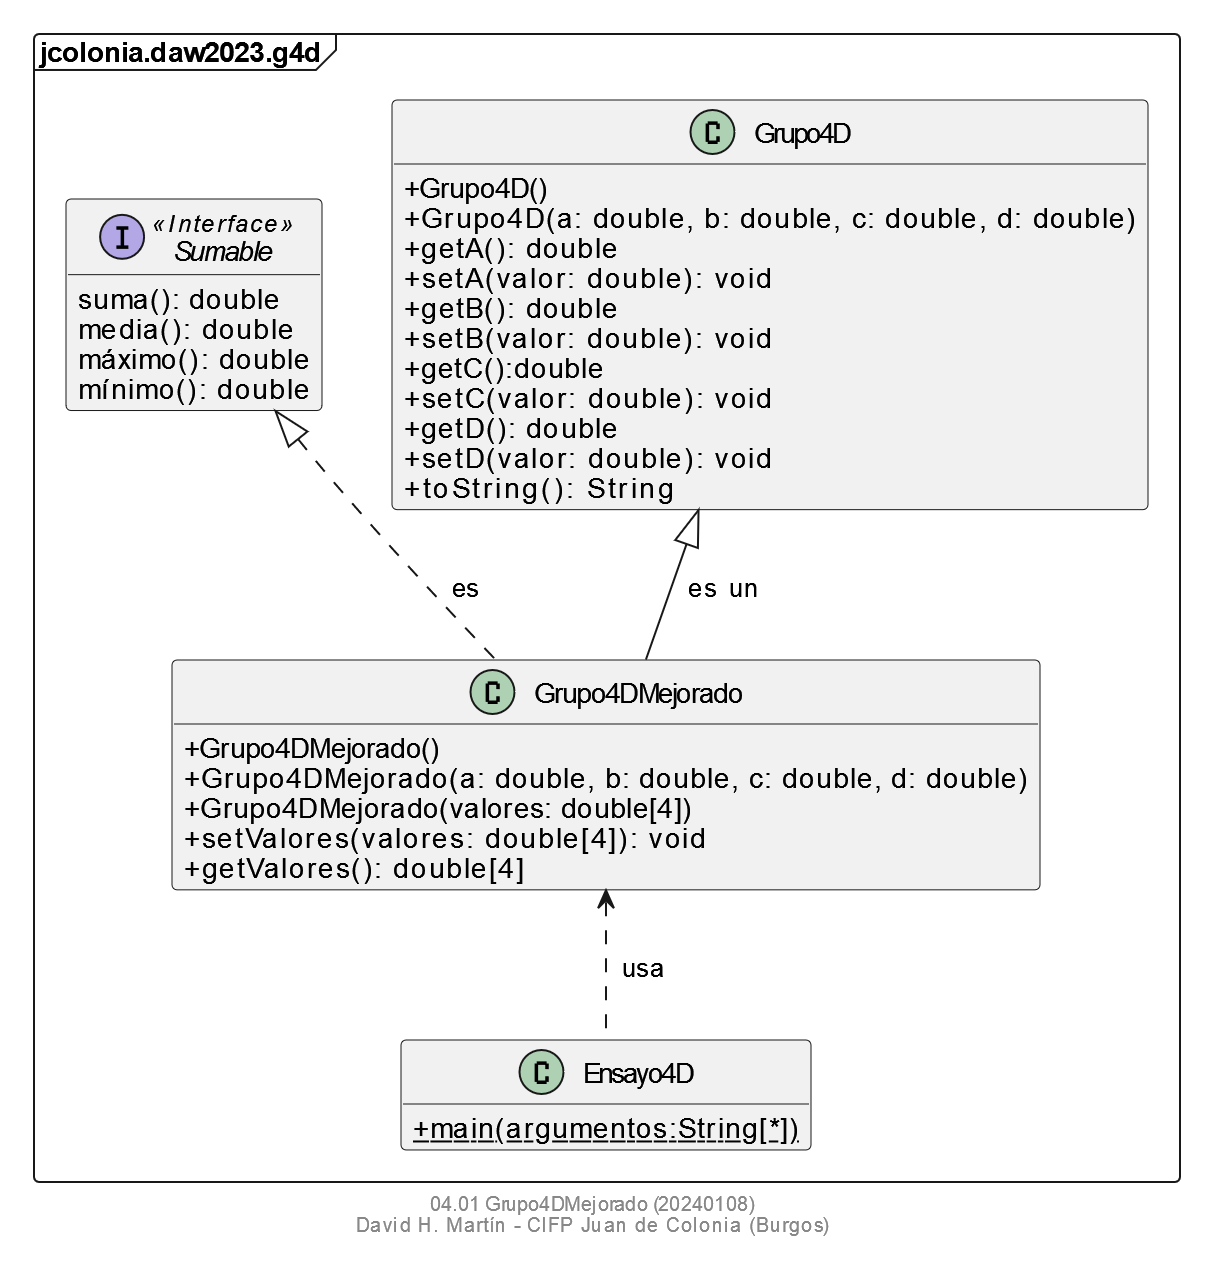 jcolonia.daw2023.g4d
C Grupo4D
+Grupo4D()
+Grupo4D(a: double, b: double, c: double, d: double)
+getA(): double
+setA(valor: double): void
+getB(): double
+setB(valor: double): void
+getC():double
+setC(valor: double): void
+getD(): double
+setD(valor: double): void
+toString(): String
«Interface»
I Sumable
suma(): double
media(): double
máximo(): double
mínimo(): double
es
es un
C Grupo4DMejorado
+Grupo4DMejorado()
+Grupo4DMejorado(a: double, b: double, c: double, d: double)
+Grupo4DMejorado(valores: double[4])
+setValores(valores: double[4]): void
+getValores(): double[4]
usa
C Ensayo4D
+main(argumentos:String[*])
04.01 Grupo4DMejorado (20240108)
David H. Martín - CIFP Juan de Colonia (Burgos)